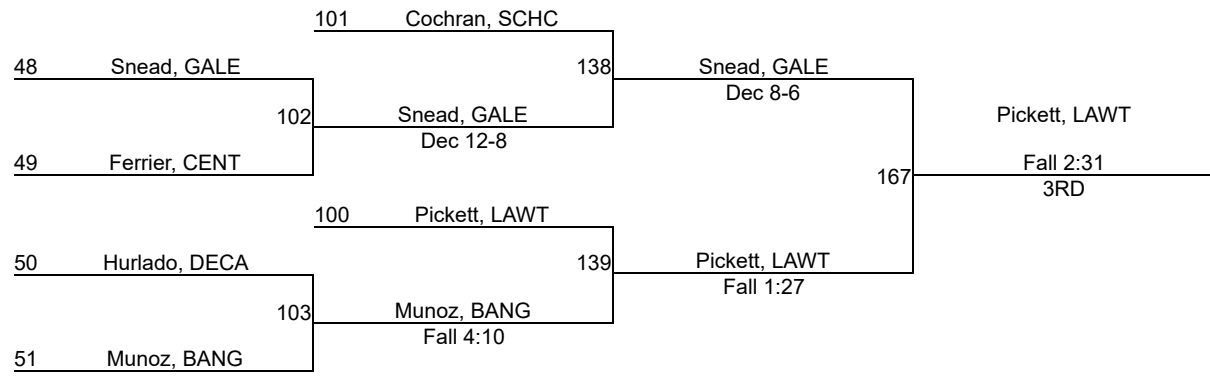 101 Cochran, SCHC
48 Snead, GALE
138 Snead, GALE
Dec 8-6
102 Snead, GALE
Dec 12-8
Pickett, LAWT
49 Ferrier, CENT
Fall 2:31
167
3RD
100 Pickett, LAWT
50 Hurlado, DECA
139 Pickett, LAWT
Fall 1:27
103 Munoz, BANG
Fall 4:10
51 Munoz, BANG